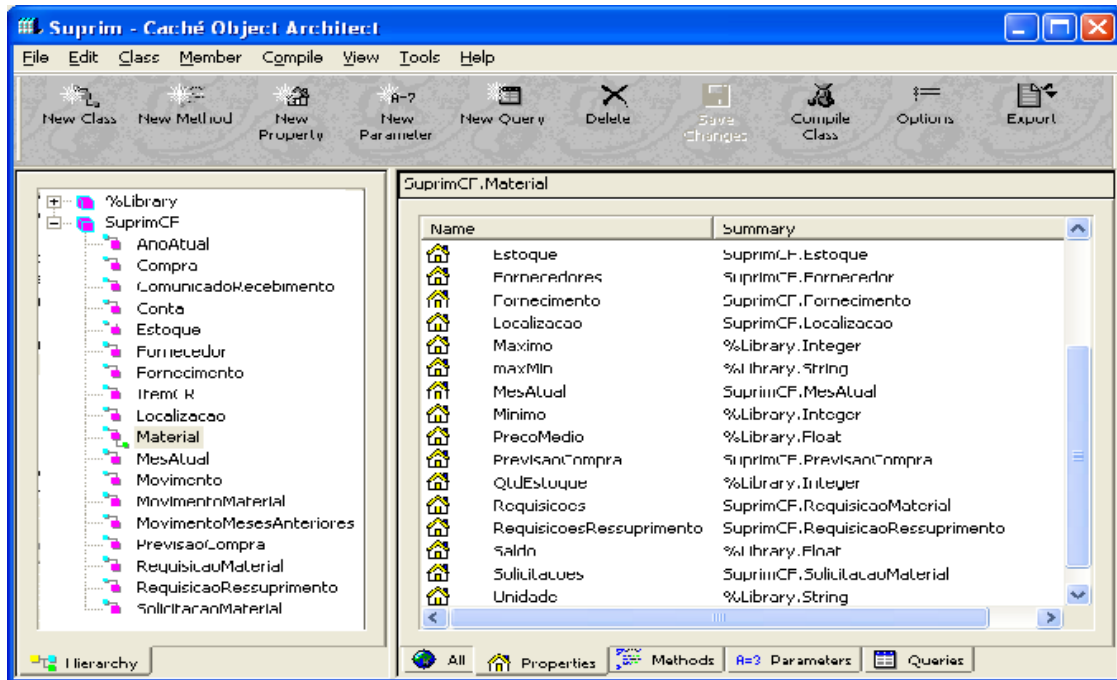 Suprim - Caché Object Architect
File Edit Class Member Compile View Tools Help
New Class New Method New Property A=? New Parameter New Query Delete Save Changes Compile Class Options Export
SuprimCF.Material
%Library
SuprimCF
AnoAtual
Compra
ComunicadoRecebimento
Conta
Estoque
Fornecedor
Fornecimento
ItemCR
Localizacao
Material
MesAtual
Movimento
MovimentoMaterial
MovimentoMesesAnteriores
PrevisaoCompra
RequisicaoMaterial
RequisicaoRessuprimento
SolicitacaoMaterial
Hierarchy
Name Summary
Estoque SuprimCF.Estoque
Fornecedores SuprimCF.Fornecedor
Fornecimento SuprimCF.Fornecimento
Localizacao SuprimCF.Localizacao
Maximo %Library.Integer
maxMin %Library.String
MesAtual SuprimCF.MesAtual
Minimo %Library.Integer
PrecoMedio %Library.Float
PrevisaoCompra SuprimCF.PrevisaoCompra
QtdEstoque %Library.Integer
Requisicoes SuprimCF.RequisicaoMaterial
RequisicoesRessuprimento SuprimCF.RequisicaoRessuprimento
Saldo %Library.Float
Solicitacoes SuprimCF.SolicitacaoMaterial
Unidade %Library.String
All Properties Methods A=3 Parameters Queries